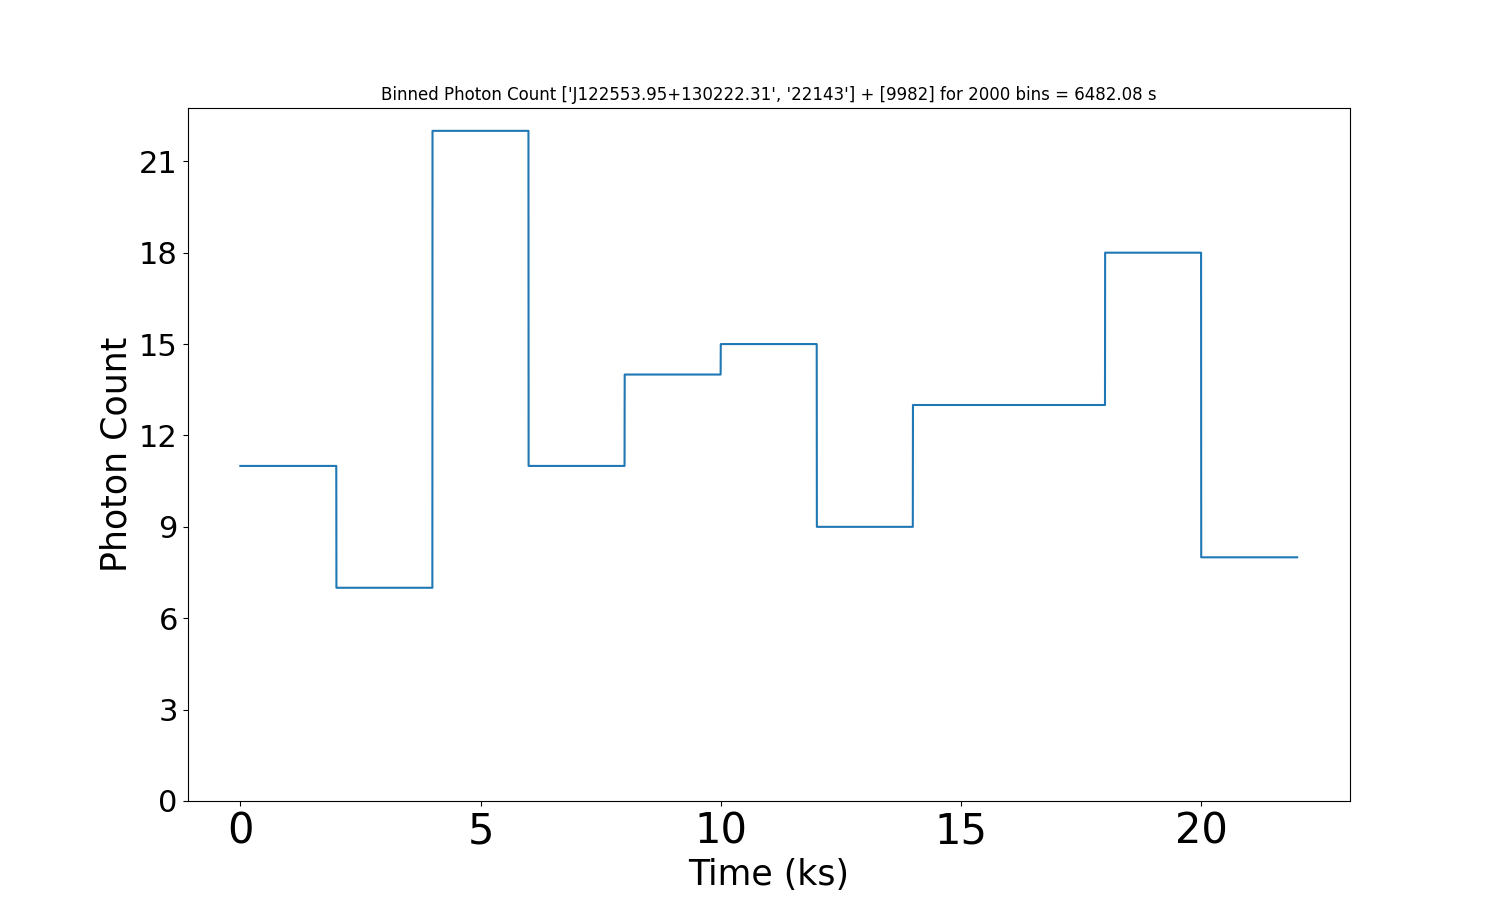 Binned Photon Count ['J122553.95+130222.31', '22143'] + [9982] for 2000 bins = 6482.08 s
Photon Count
21
18
15
12
9
6
3
0
0 5 10 15 20
Time (ks)